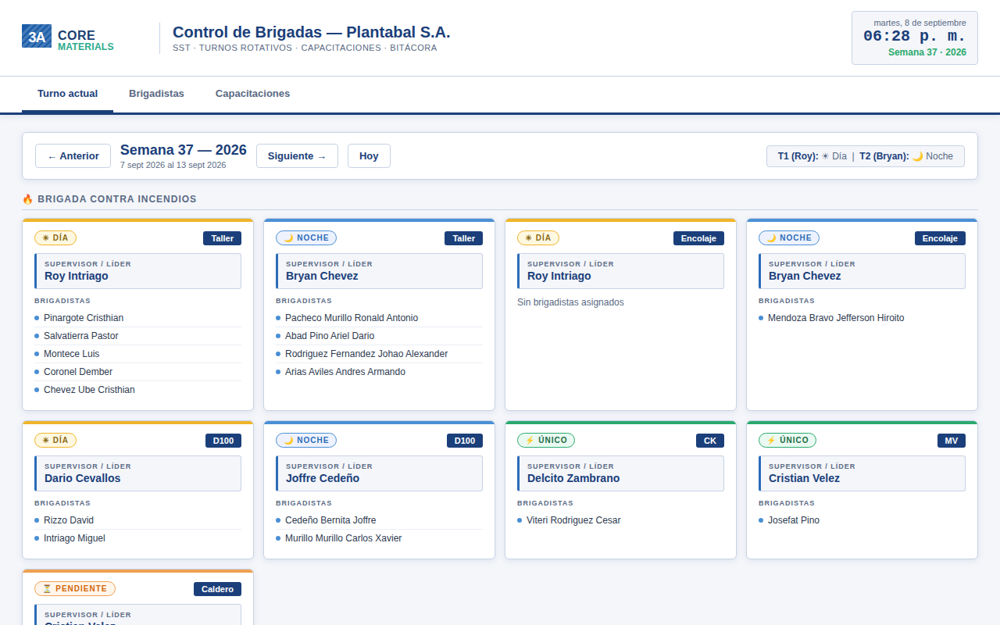 3A CORE MATERIALS
Control de Brigadas — Plantabal S.A.
SST · TURNOS ROTATIVOS · CAPACITACIONES · BITÁCORA
martes, 8 de septiembre
06:28 p. m.
Semana 37 · 2026
Turno actual Brigadistas Capacitaciones
← Anterior
Semana 37 — 2026
7 sept 2026 al 13 sept 2026
Siguiente →
Hoy
T1 (Roy): ☀ Día | T2 (Bryan): 🌙 Noche
🔥 BRIGADA CONTRA INCENDIOS
☀ DÍA
Taller
SUPERVISOR / LÍDER
Roy Intriago
BRIGADISTAS
Pinargote Cristhian
Salvatierra Pastor
Montece Luis
Coronel Dember
Chevez Ube Cristhian
🌙 NOCHE
Taller
SUPERVISOR / LÍDER
Bryan Chevez
BRIGADISTAS
Pacheco Murillo Ronald Antonio
Abad Pino Ariel Dario
Rodriguez Fernandez Johao Alexander
Arias Aviles Andres Armando
☀ DÍA
Encolaje
SUPERVISOR / LÍDER
Roy Intriago
Sin brigadistas asignados
🌙 NOCHE
Encolaje
SUPERVISOR / LÍDER
Bryan Chevez
BRIGADISTAS
Mendoza Bravo Jefferson Hiroito
☀ DÍA
D100
SUPERVISOR / LÍDER
Dario Cevallos
BRIGADISTAS
Rizzo David
Intriago Miguel
🌙 NOCHE
D100
SUPERVISOR / LÍDER
Joffre Cedeño
BRIGADISTAS
Cedeño Bernita Joffre
Murillo Murillo Carlos Xavier
⚡ ÚNICO
CK
SUPERVISOR / LÍDER
Delcito Zambrano
BRIGADISTAS
Viteri Rodriguez Cesar
⚡ ÚNICO
MV
SUPERVISOR / LÍDER
Cristian Velez
BRIGADISTAS
Josefat Pino
⏳ PENDIENTE
Caldero
SUPERVISOR / LÍDER
Cristian Velez